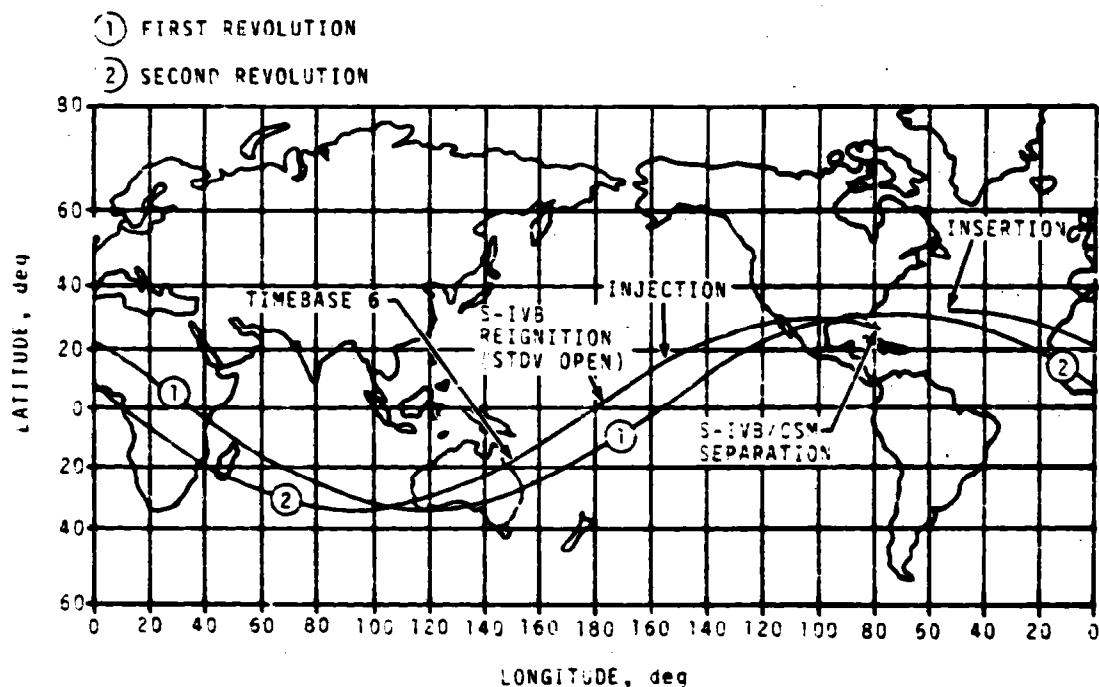 ① FIRST REVOLUTION
② SECOND REVOLUTION
80
60
40
20
0
20
40
60
LATITUDE, deg
INSERTION
TIMEBASE 6
INJECTION
S-IVB
REIGNITION
(STDV OPEN)
①
②
①
②
S-IVB/CSM
SEPARATION
0 20 40 60 80 100 120 140 160 180 160 140 120 100 80 60 40 20 0
LONGITUDE, deg